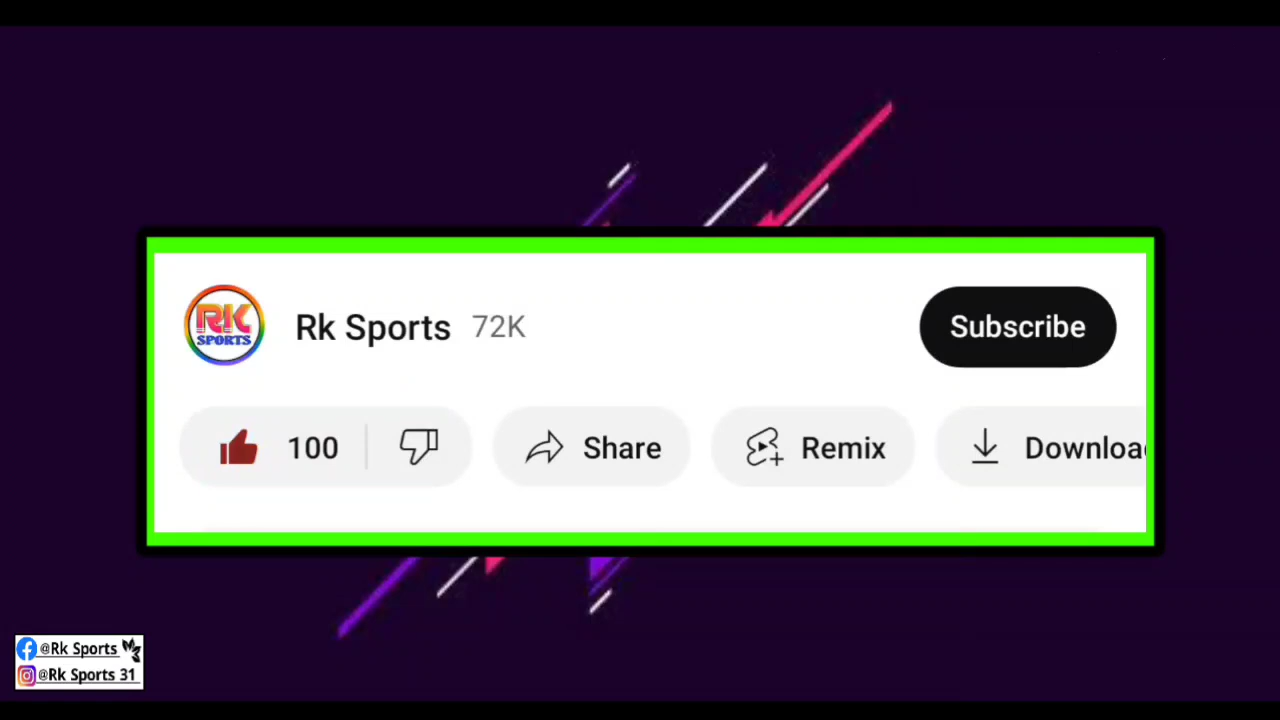 RK
SPORTS
Rk Sports 72K
Subscribe
100
Share
Remix
Downloa
@Rk Sports
@Rk Sports 31